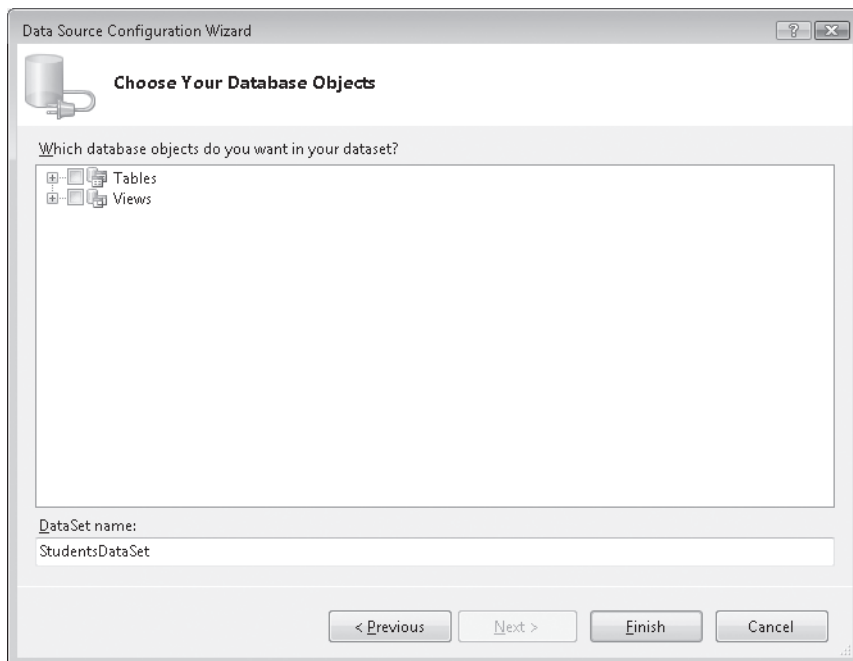 Data Source Configuration Wizard
Choose Your Database Objects
Which database objects do you want in your dataset?
Tables
Views
DataSet name:
StudentsDataSet
< Previous Next > Finish Cancel